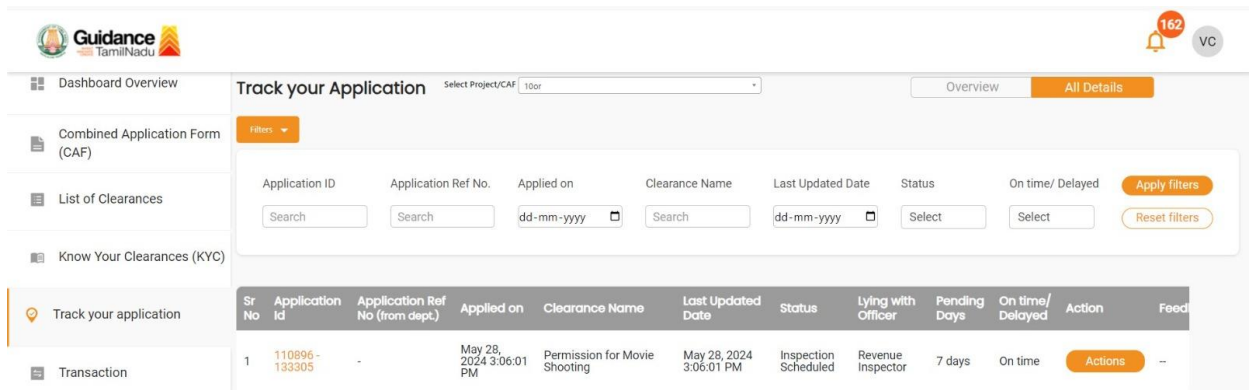 Guidance
TamilNadu
162
VC
Dashboard Overview
Track your Application
Select Project/CAF
10or
Overview
All Details
Combined Application Form
(CAF)
Filters
List of Clearances
Application ID
Application Ref No.
Applied on
Clearance Name
Last Updated Date
Status
On time/ Delayed
Apply filters
Search
Search
dd-mm-yyyy
Search
dd-mm-yyyy
Select
Select
Reset filters
Know Your Clearances (KYC)
Track your application
Sr No
Application Id
Application Ref No (from dept.)
Applied on
Clearance Name
Last Updated Date
Status
Lying with Officer
Pending Days
On time/ Delayed
Action
1
110896 -
133305
-
May 28,
2024 3:06:01
PM
Permission for Movie
Shooting
May 28, 2024
3:06:01 PM
Inspection
Scheduled
Revenue
Inspector
7 days
On time
Actions
--
Transaction